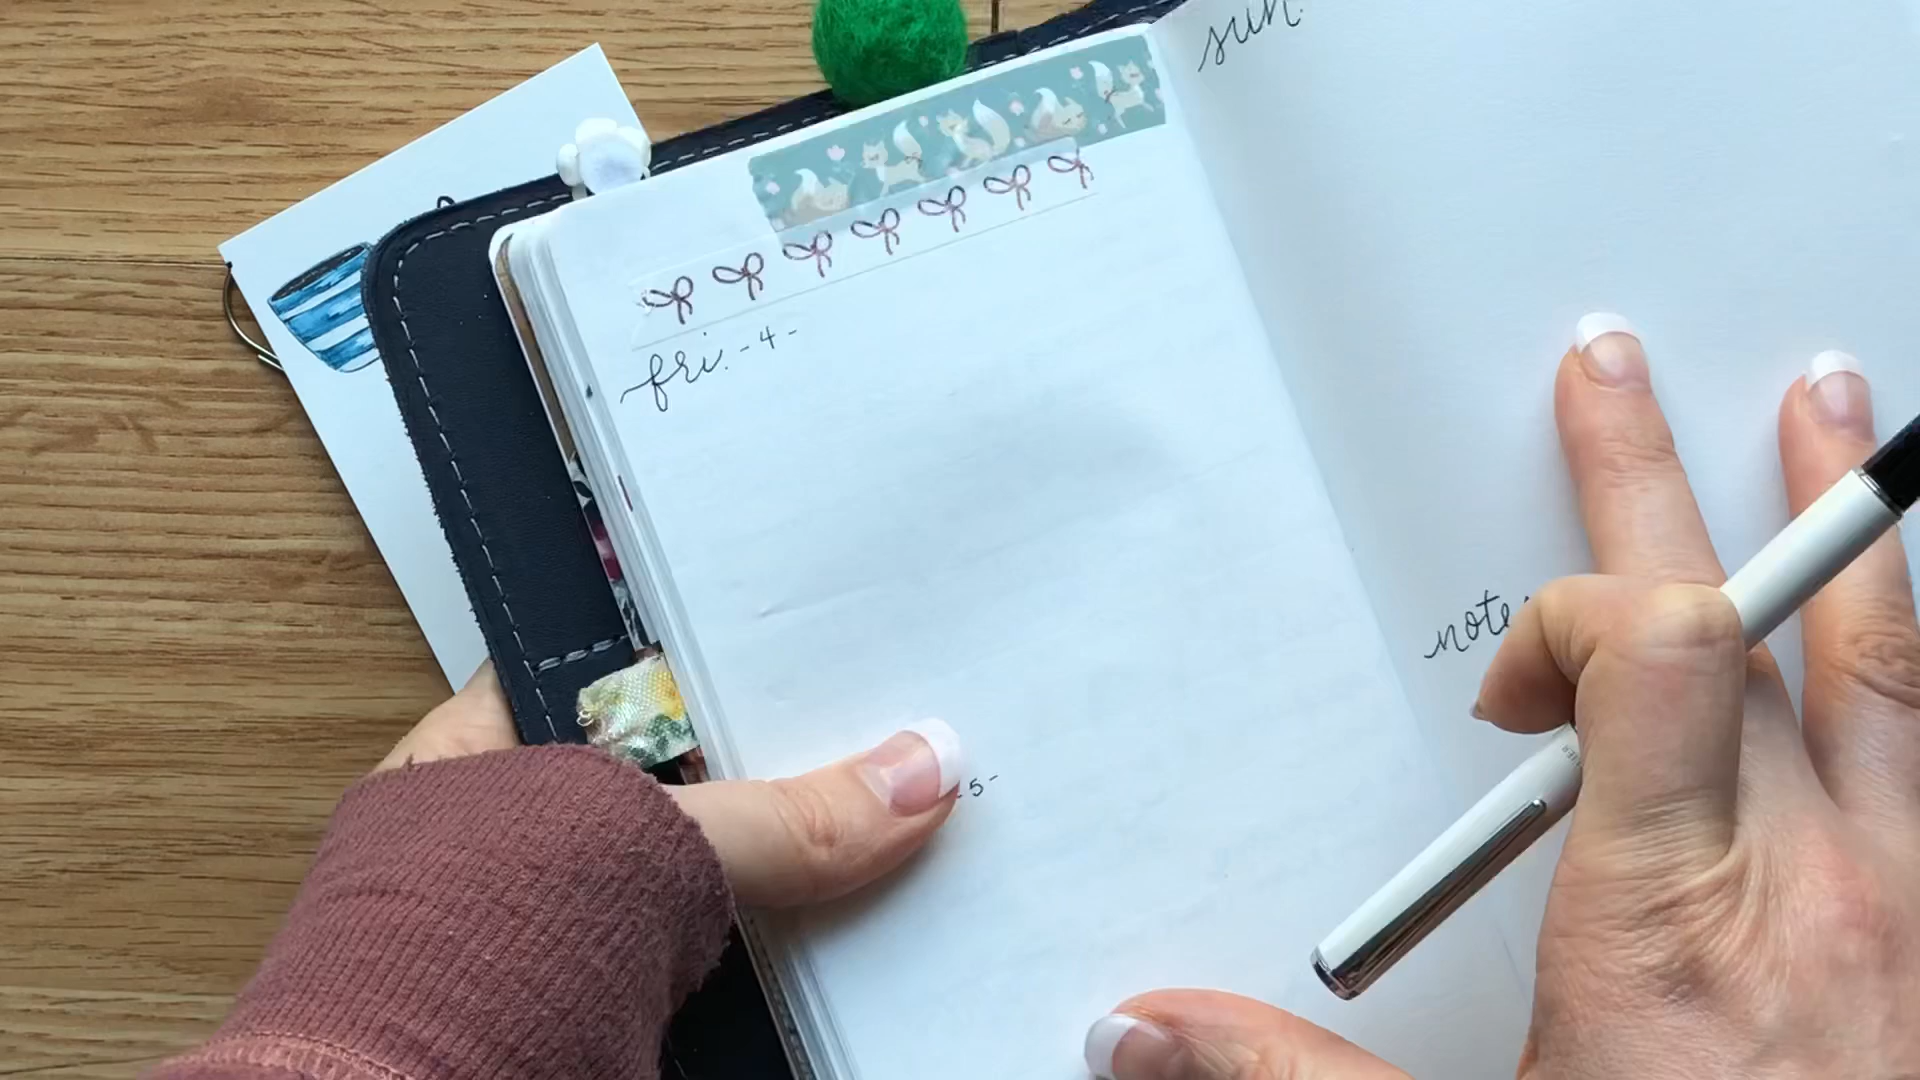 fri. -4-
-5-
sun.
note